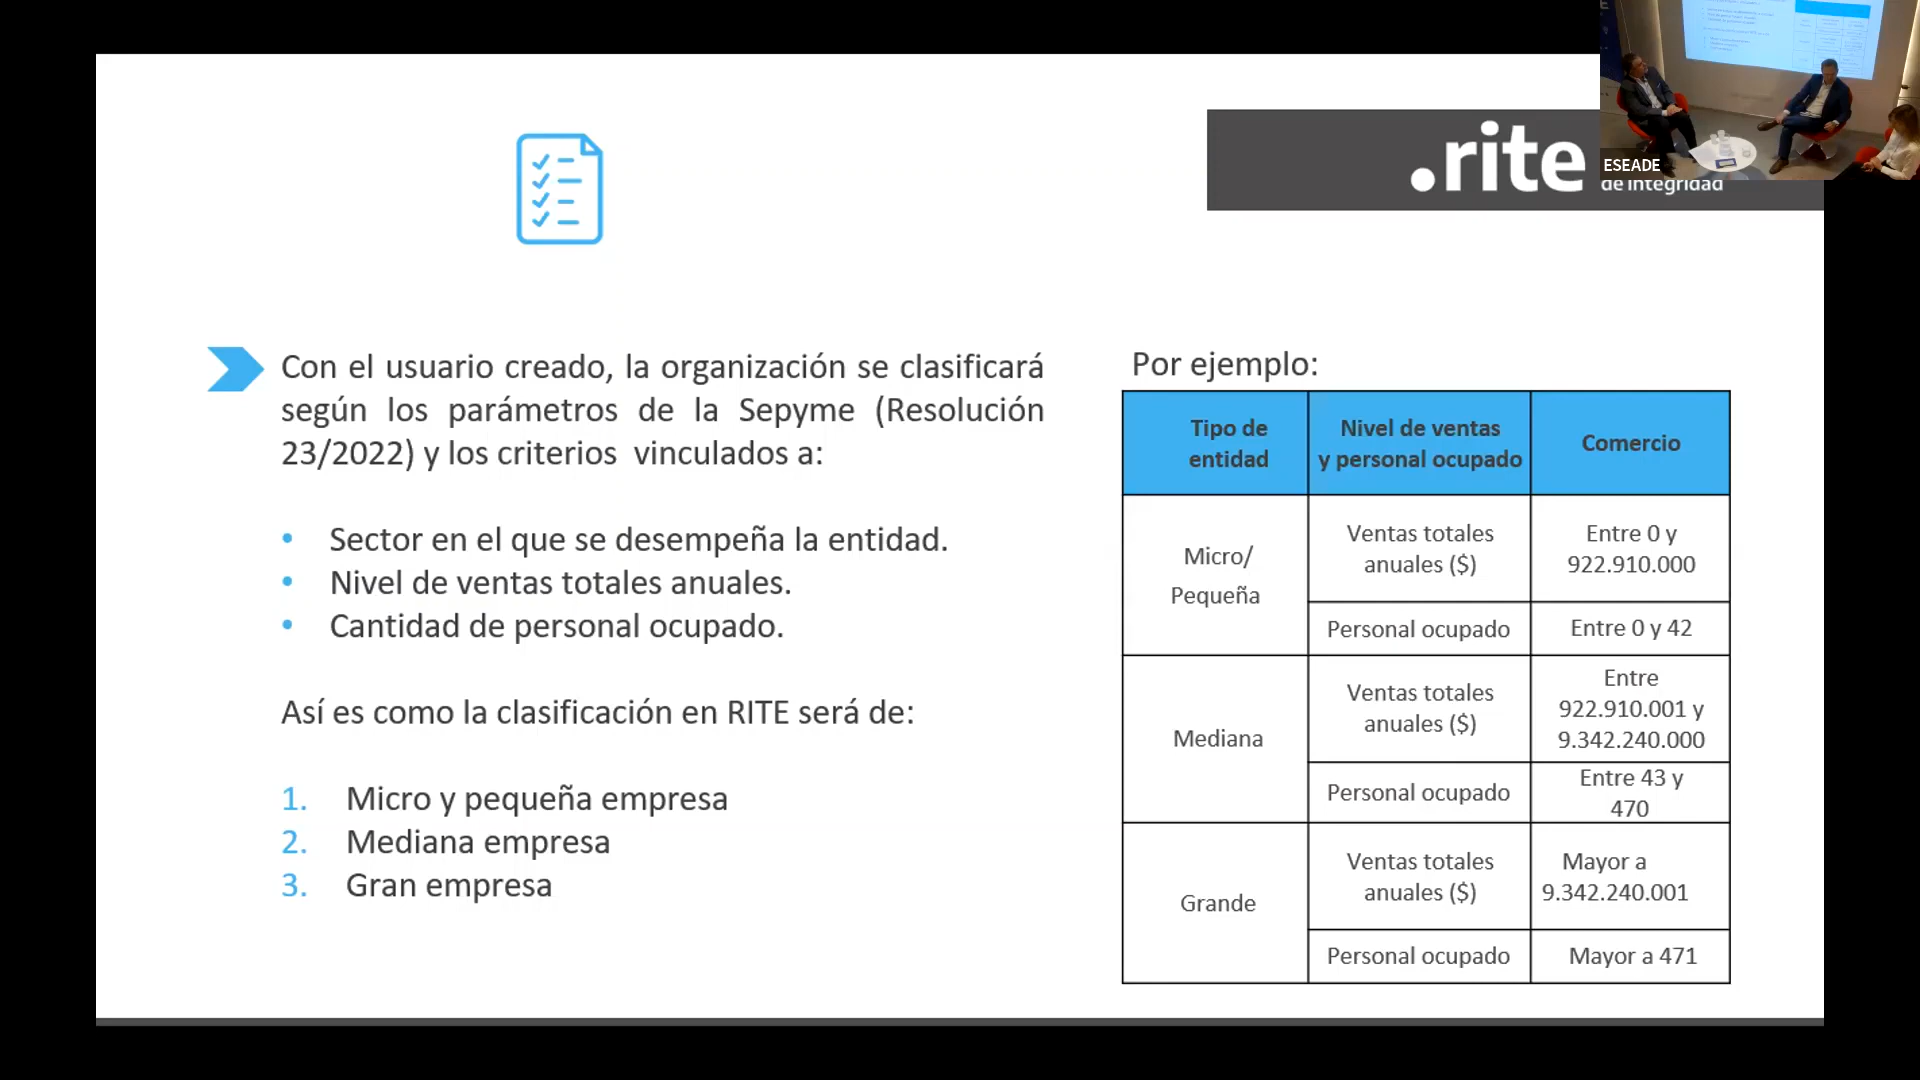 .rite
de integridad
ESEADE
Con el usuario creado, la organización se clasificará
según los parámetros de la Sepyme (Resolución
23/2022) y los criterios vinculados a:
• Sector en el que se desempeña la entidad.
• Nivel de ventas totales anuales.
• Cantidad de personal ocupado.
Así es como la clasificación en RITE será de:
1. Micro y pequeña empresa
2. Mediana empresa
3. Gran empresa
Por ejemplo:
Tipo de
entidad
Nivel de ventas
y personal ocupado
Comercio
Micro/
Pequeña
Ventas totales
anuales ($)
Entre 0 y
922.910.000
Personal ocupado
Entre 0 y 42
Mediana
Ventas totales
anuales ($)
Entre
922.910.001 y
9.342.240.000
Personal ocupado
Entre 43 y
470
Grande
Ventas totales
anuales ($)
Mayor a
9.342.240.001
Personal ocupado
Mayor a 471